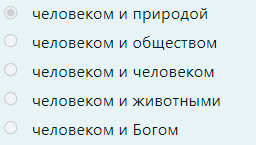 человеком и природой
человеком и обществом
человеком и человеком
человеком и животными
человеком и Богом